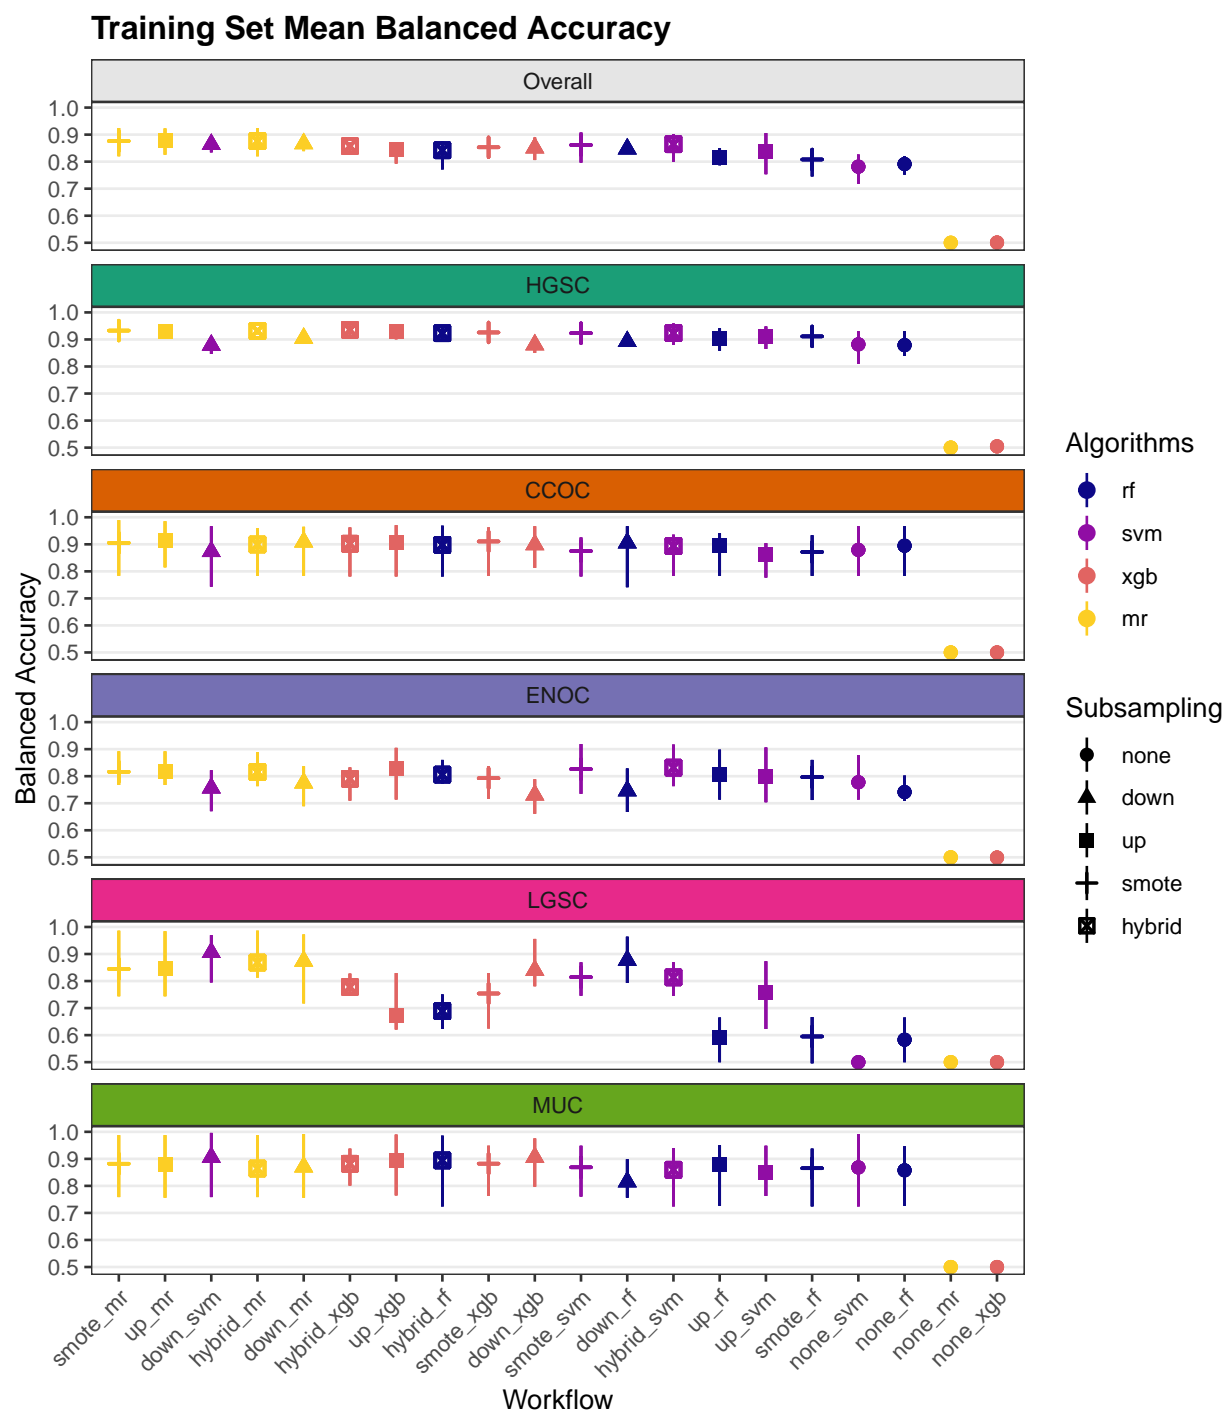 Training Set Mean Balanced Accuracy
Overall
1.0
0.9
0.8
0.7
0.6
0.5
HGSC
1.0
0.9
0.8
0.7
0.6
0.5
CCOC
1.0
0.9
0.8
0.7
0.6
0.5
ENOC
1.0
0.9
0.8
0.7
0.6
0.5
LGSC
1.0
0.9
0.8
0.7
0.6
0.5
MUC
1.0
0.9
0.8
0.7
0.6
0.5
Balanced Accuracy
smote_mr
up_mr
down_svm
hybrid_mr
down_mr
hybrid_xgb
up_xgb
hybrid_rf
smote_xgb
down_xgb
smote_svm
down_rf
hybrid_svm
up_rf
up_svm
smote_rf
none_svm
none_rf
none_mr
none_xgb
Workflow
Algorithms
rf
svm
xgb
mr
Subsampling
none
down
up
smote
hybrid